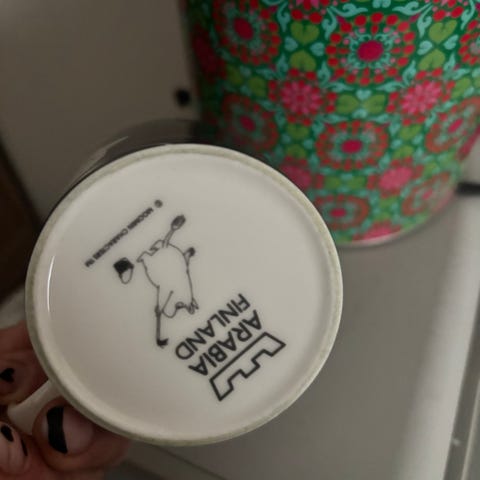 © MOOMIN CHARACTERS TM
ARABIA
FINLAND